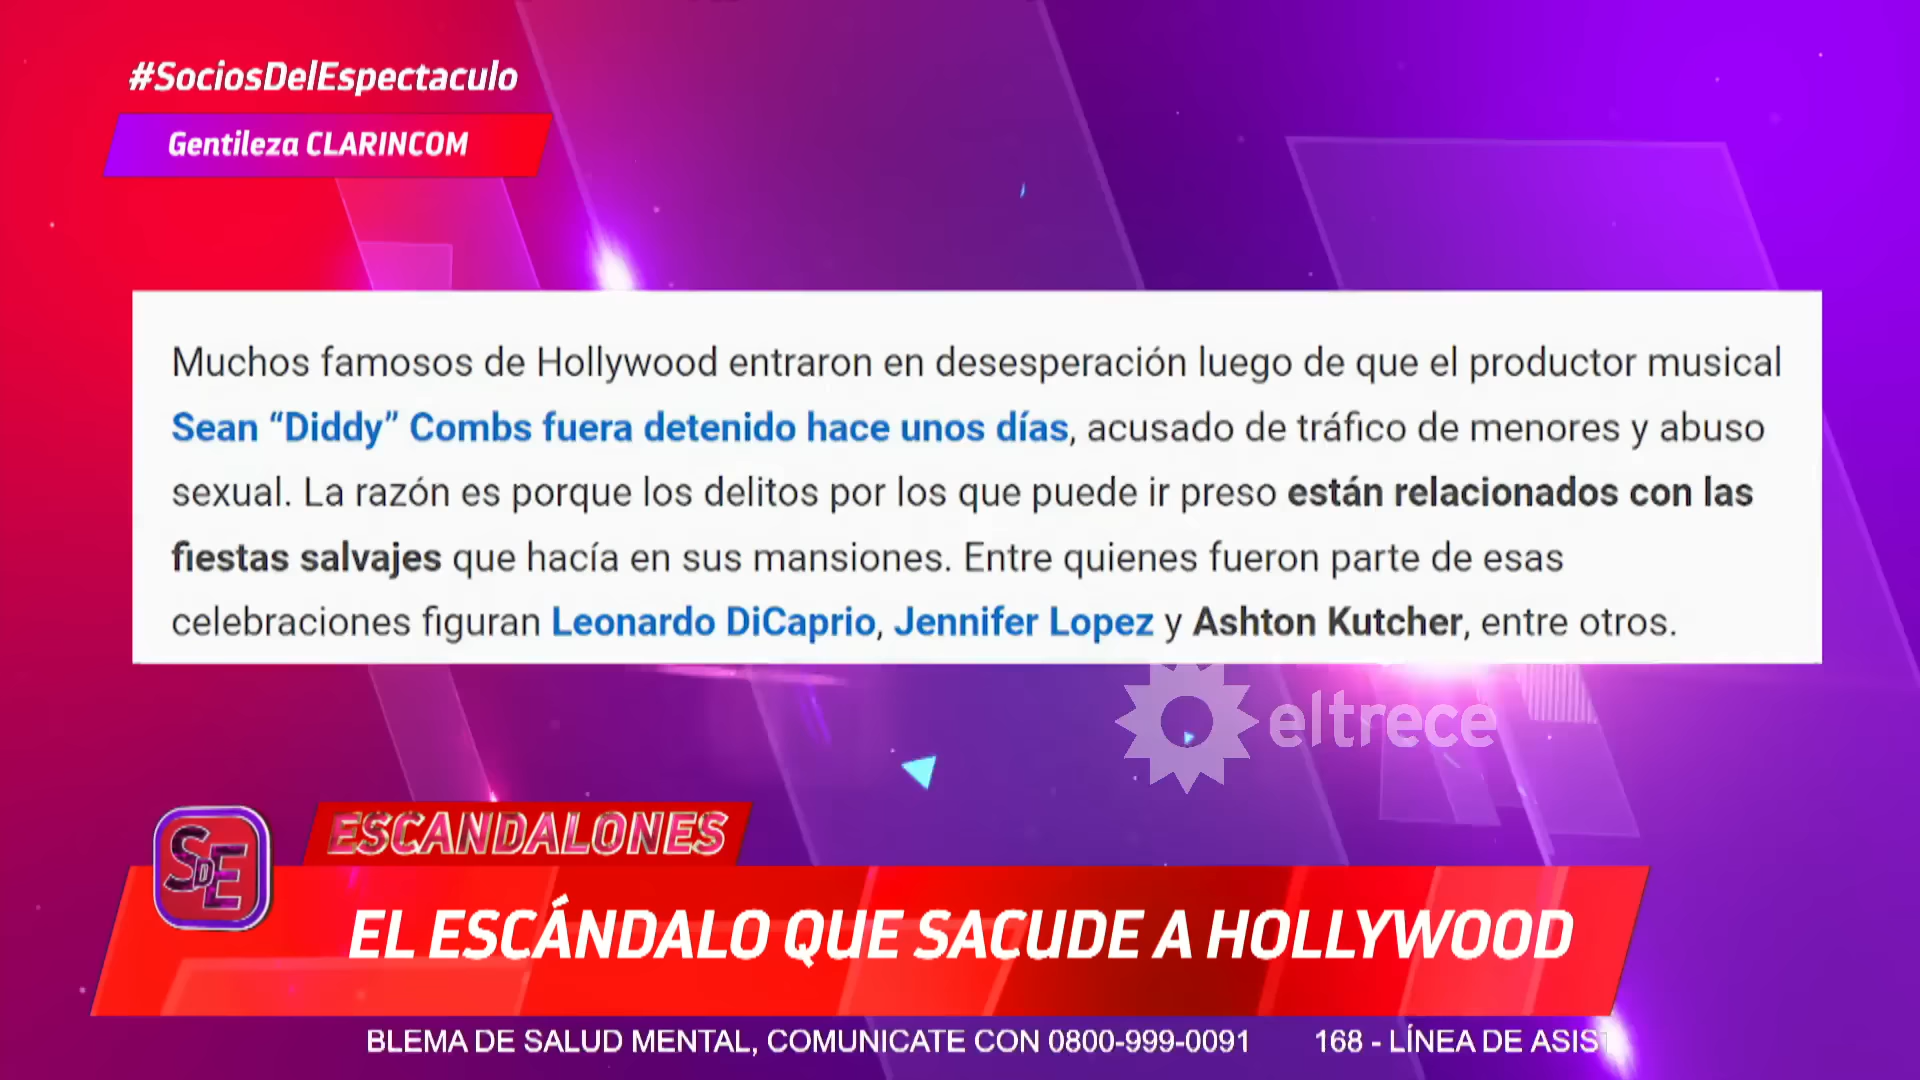 #SociosDelEspectaculo
Gentileza CLARINCOM
Muchos famosos de Hollywood entraron en desesperación luego de que el productor musical
Sean “Diddy” Combs fuera detenido hace unos días, acusado de tráfico de menores y abuso
sexual. La razón es porque los delitos por los que puede ir preso están relacionados con las
fiestas salvajes que hacía en sus mansiones. Entre quienes fueron parte de esas
celebraciones figuran Leonardo DiCaprio, Jennifer Lopez y Ashton Kutcher, entre otros.
eltrece
ESCANDALONES
SDE
EL ESCÁNDALO QUE SACUDE A HOLLYWOOD
BLEMA DE SALUD MENTAL, COMUNICATE CON 0800-999-0091 168 - LÍNEA DE ASIS